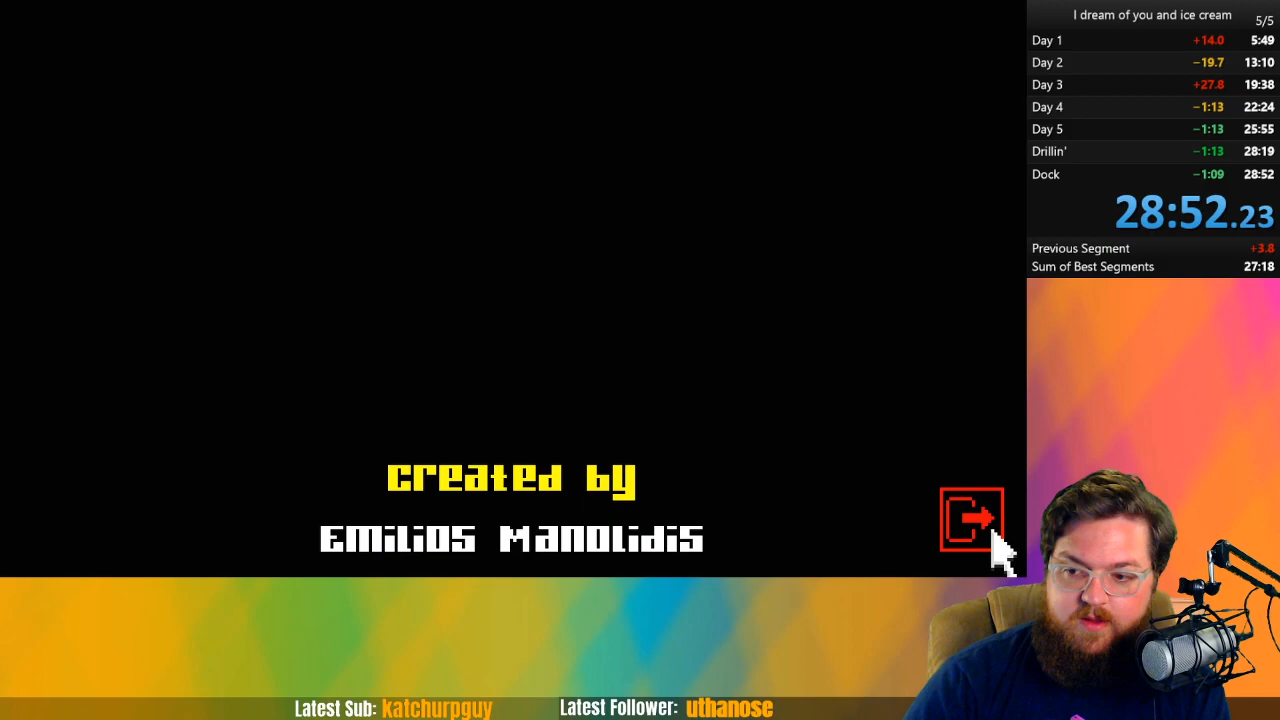 I dream of you and ice cream
5/5
Day 1 +14.0 5:49
Day 2 −19.7 13:10
Day 3 +27.8 19:38
Day 4 −1:13 22:24
Day 5 −1:13 25:55
Drillin' −1:13 28:19
Dock −1:09 28:52
28:52.23
Previous Segment +3.8
Sum of Best Segments 27:18
created by
Emilios Manolidis
Latest Sub: katchurpguy Latest Follower: uthanose